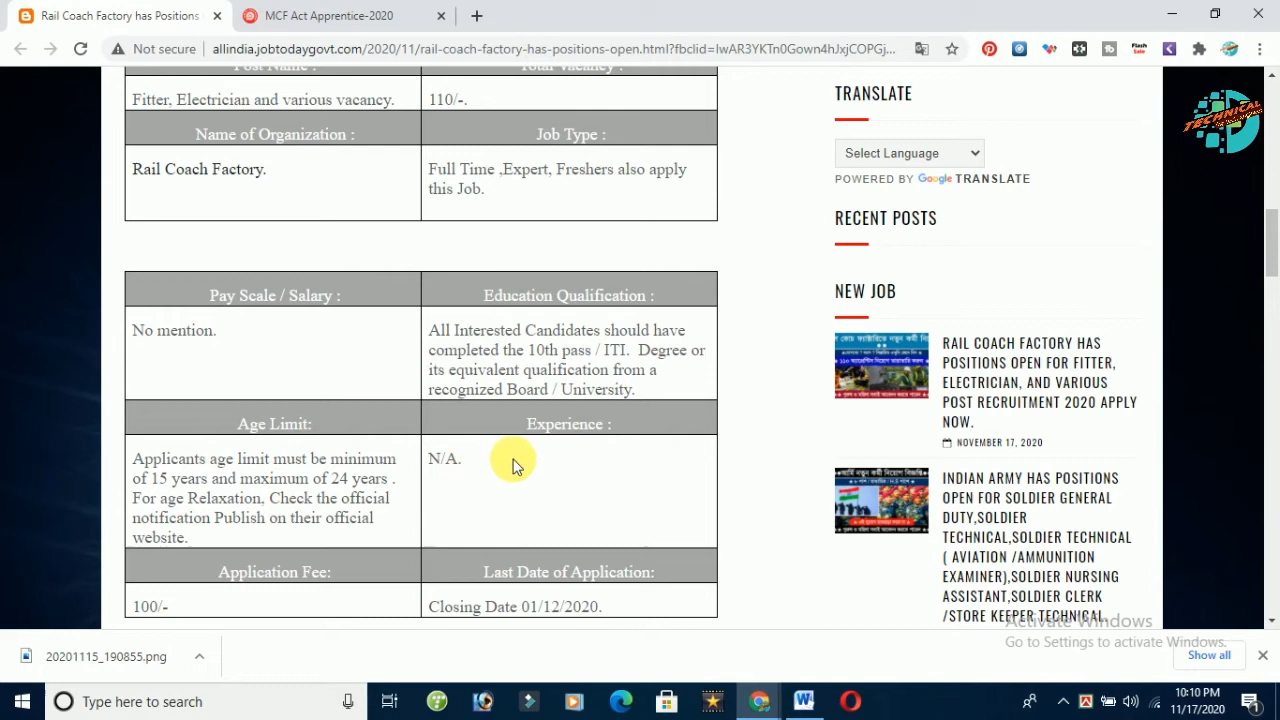 Rail Coach Factory has Positions
MCF Act Apprentice-2020
Not secure
allindia.jobtodaygovt.com/2020/11/rail-coach-factory-has-positions-open.html?fbclid=IwAR3YKTn0Gown4hJxjCOPGj...
Post Name :
Total Vacancy :
Fitter, Electrician and various vacancy.
110/-.
Name of Organization :
Job Type :
Rail Coach Factory.
Full Time ,Expert, Freshers also apply
this Job.
Pay Scale / Salary :
Education Qualification :
No mention.
All Interested Candidates should have
completed the 10th pass / ITI. Degree or
its equivalent qualification from a
recognized Board / University.
Age Limit:
Experience :
Applicants age limit must be minimum
of 15 years and maximum of 24 years .
For age Relaxation, Check the official
notification Publish on their official
website.
N/A.
Application Fee:
Last Date of Application:
100/-
Closing Date 01/12/2020.
TRANSLATE
Select Language
POWERED BY Google TRANSLATE
RECENT POSTS
NEW JOB
RAIL COACH FACTORY HAS
POSITIONS OPEN FOR FITTER,
ELECTRICIAN, AND VARIOUS
POST RECRUITMENT 2020 APPLY
NOW.
NOVEMBER 17, 2020
INDIAN ARMY HAS POSITIONS
OPEN FOR SOLDIER GENERAL
DUTY,SOLDIER
TECHNICAL,SOLDIER TECHNICAL
( AVIATION /AMMUNITION
EXAMINER),SOLDIER NURSING
ASSISTANT,SOLDIER CLERK
/STORE KEEPER TECHNICAL,
TECHNICAL
Activate Windows
Go to Settings to activate Windows.
20201115_190855.png
Show all
Type here to search
10:10 PM
11/17/2020